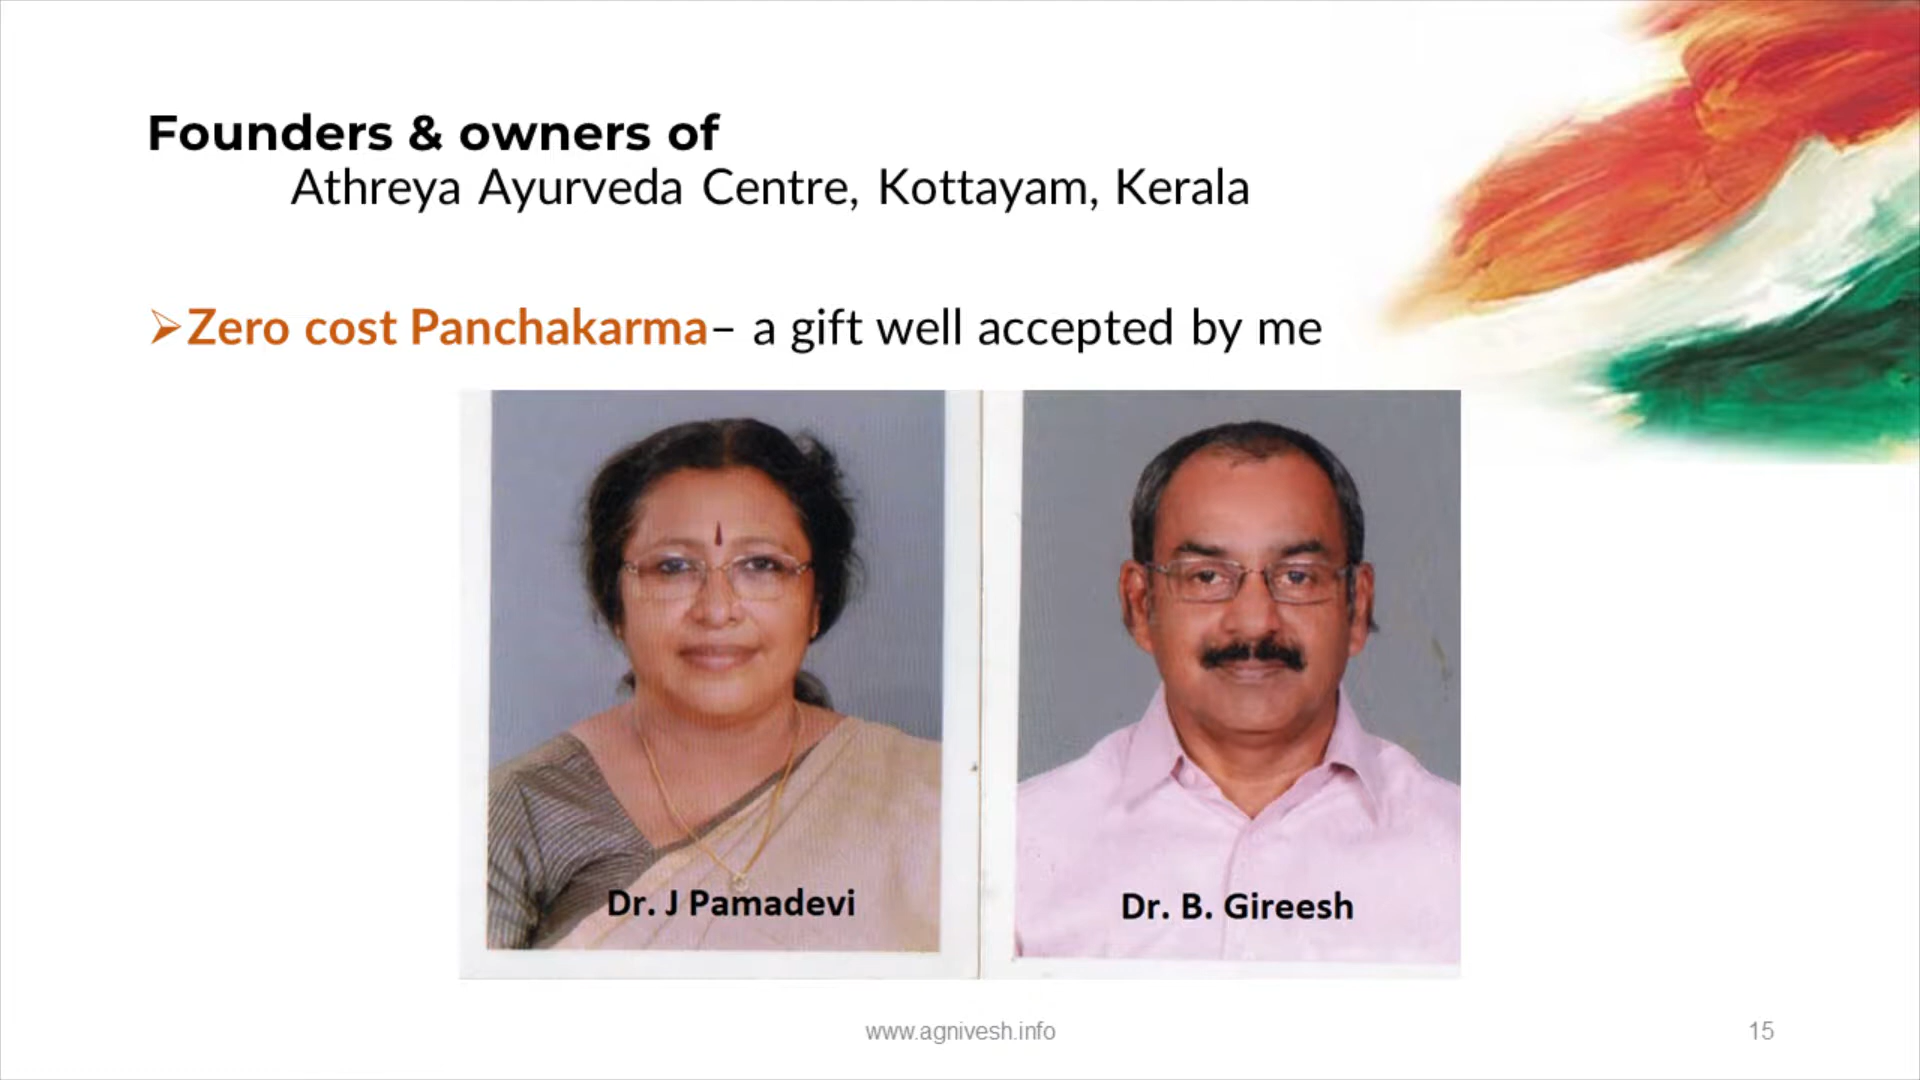 Founders & owners of
Athreya Ayurveda Centre, Kottayam, Kerala
➢Zero cost Panchakarma– a gift well accepted by me
Dr. J Pamadevi
Dr. B. Gireesh
www.agnivesh.info
15